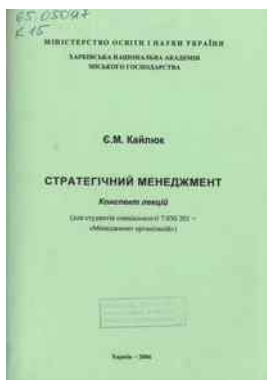 65.050Я7
К 15
МІНІСТЕРСТВО ОСВІТИ І НАУКИ УКРАЇНИ
ХАРКІВСЬКА НАЦІОНАЛЬНА АКАДЕМІЯ
МІСЬКОГО ГОСПОДАРСТВА
Є.М. Кайлюк
СТРАТЕГІЧНИЙ МЕНЕДЖМЕНТ
Конспект лекцій
(для студентів спеціальності 7.050 201 –
«Менеджмент організацій»)
Харків – 2006